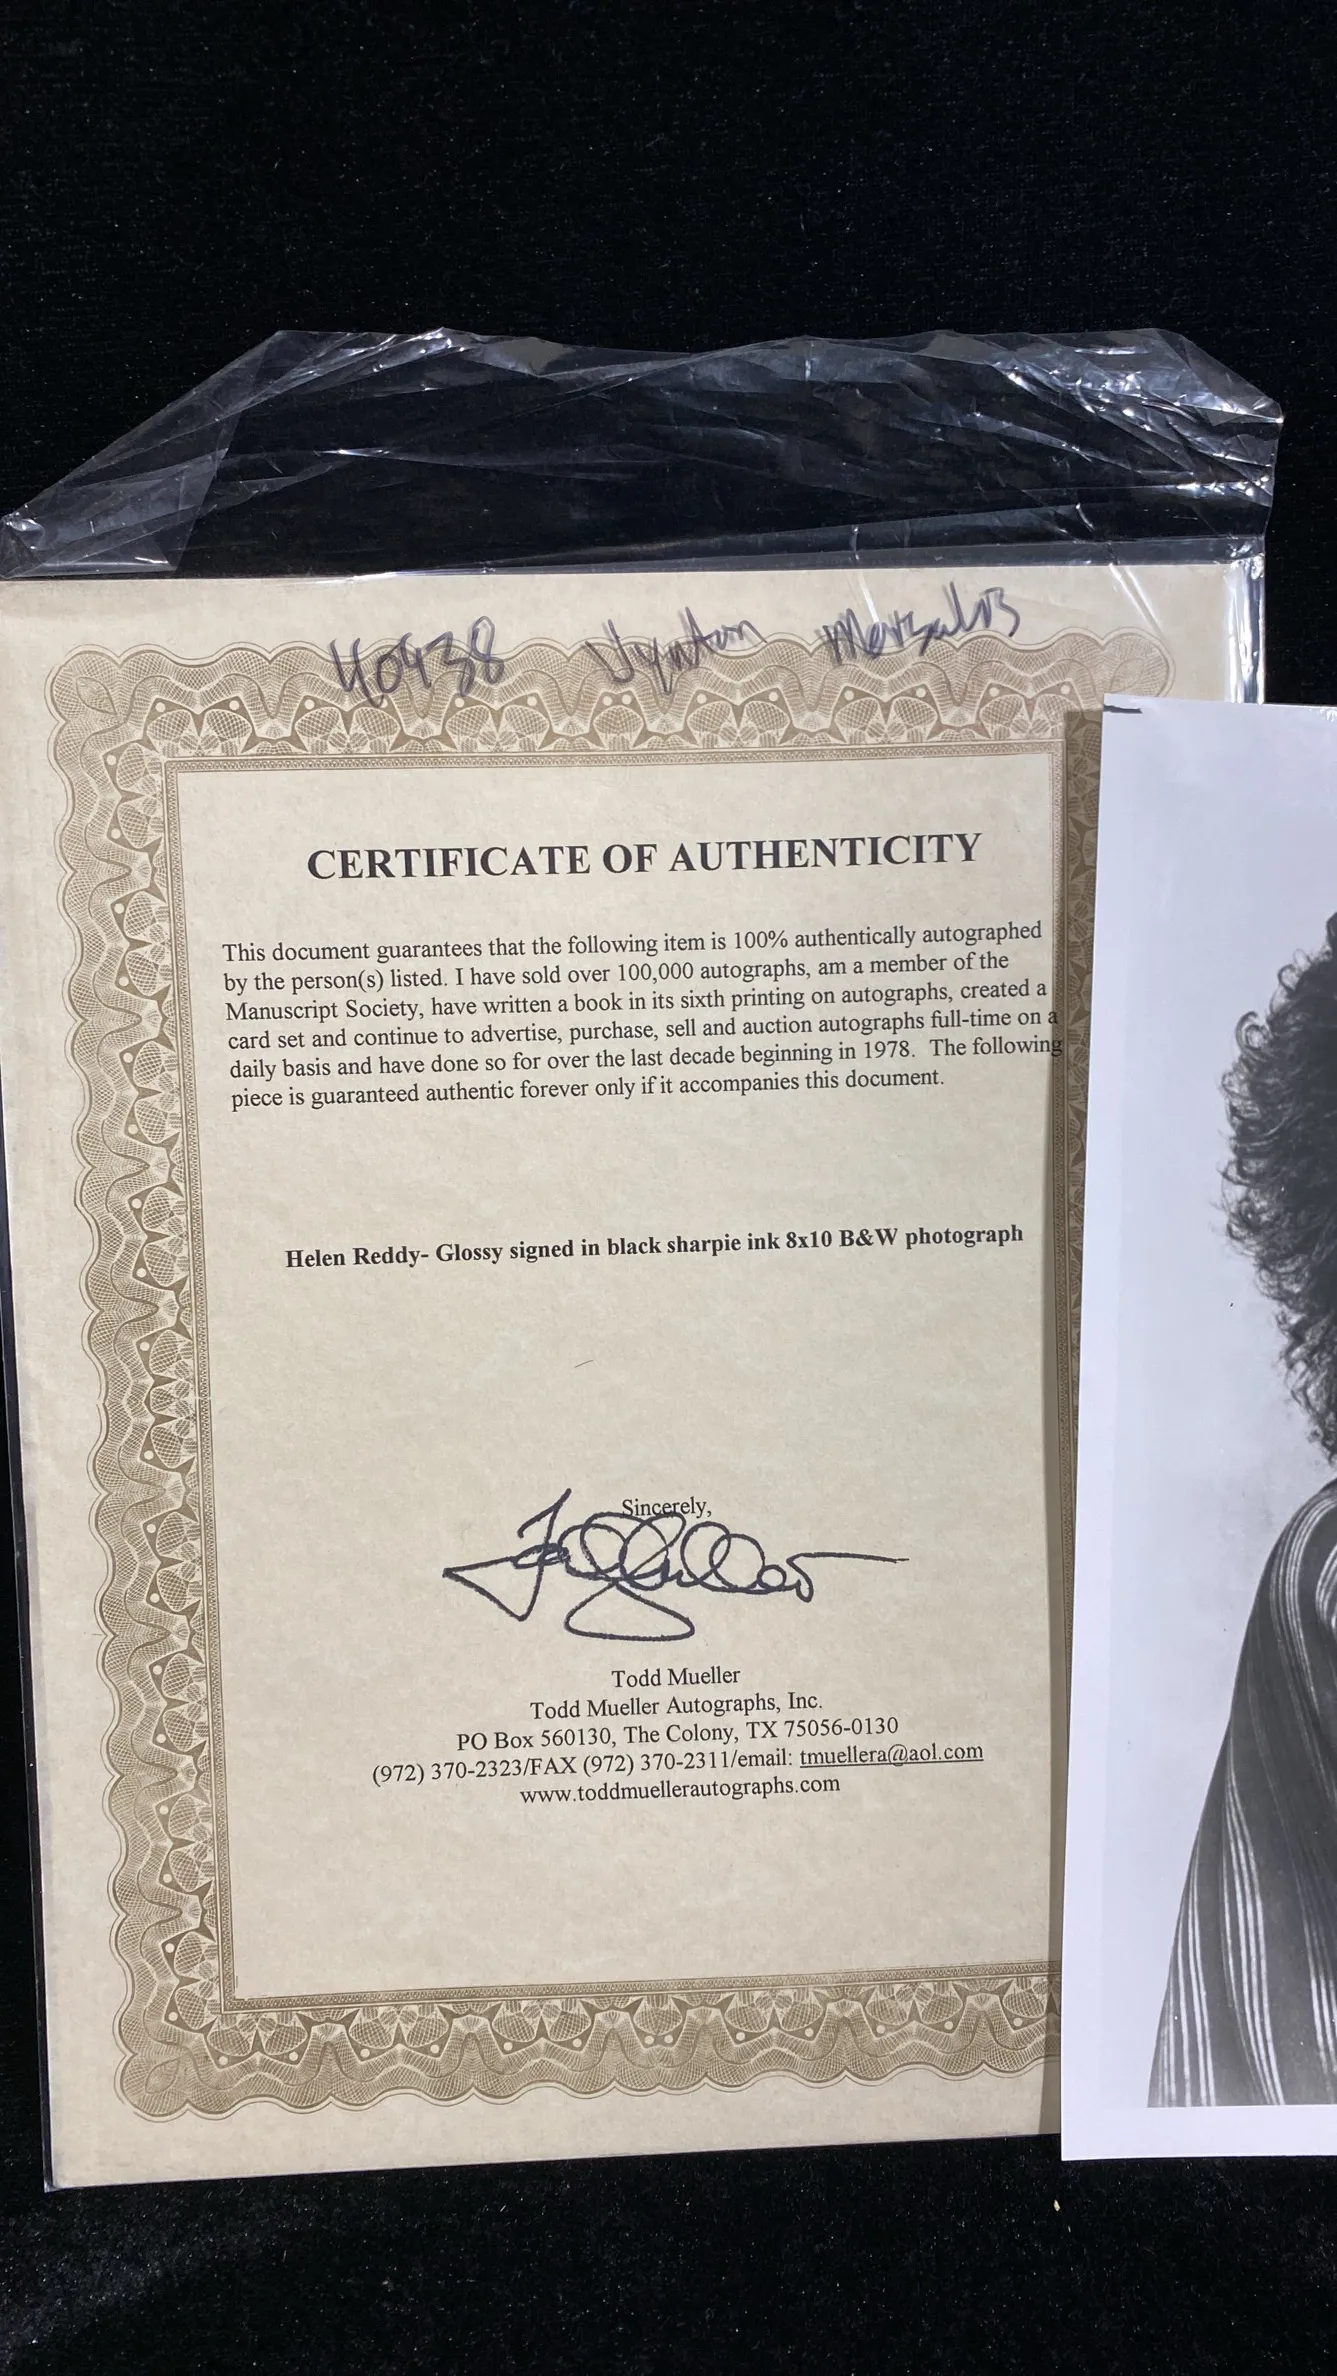 40438 Wynton Marsalis
CERTIFICATE OF AUTHENTICITY
This document guarantees that the following item is 100% authentically autographed
by the person(s) listed. I have sold over 100,000 autographs, am a member of the
Manuscript Society, have written a book in its sixth printing on autographs, created a
card set and continue to advertise, purchase, sell and auction autographs full-time on a
daily basis and have done so for over the last decade beginning in 1978. The following
piece is guaranteed authentic forever only if it accompanies this document.
Helen Reddy- Glossy signed in black sharpie ink 8x10 B&W photograph
Sincerely,
Todd Mueller
Todd Mueller Autographs, Inc.
PO Box 560130, The Colony, TX 75056-0130
(972) 370-2323/FAX (972) 370-2311/email: tmuellera@aol.com
www.toddmuellerautographs.com